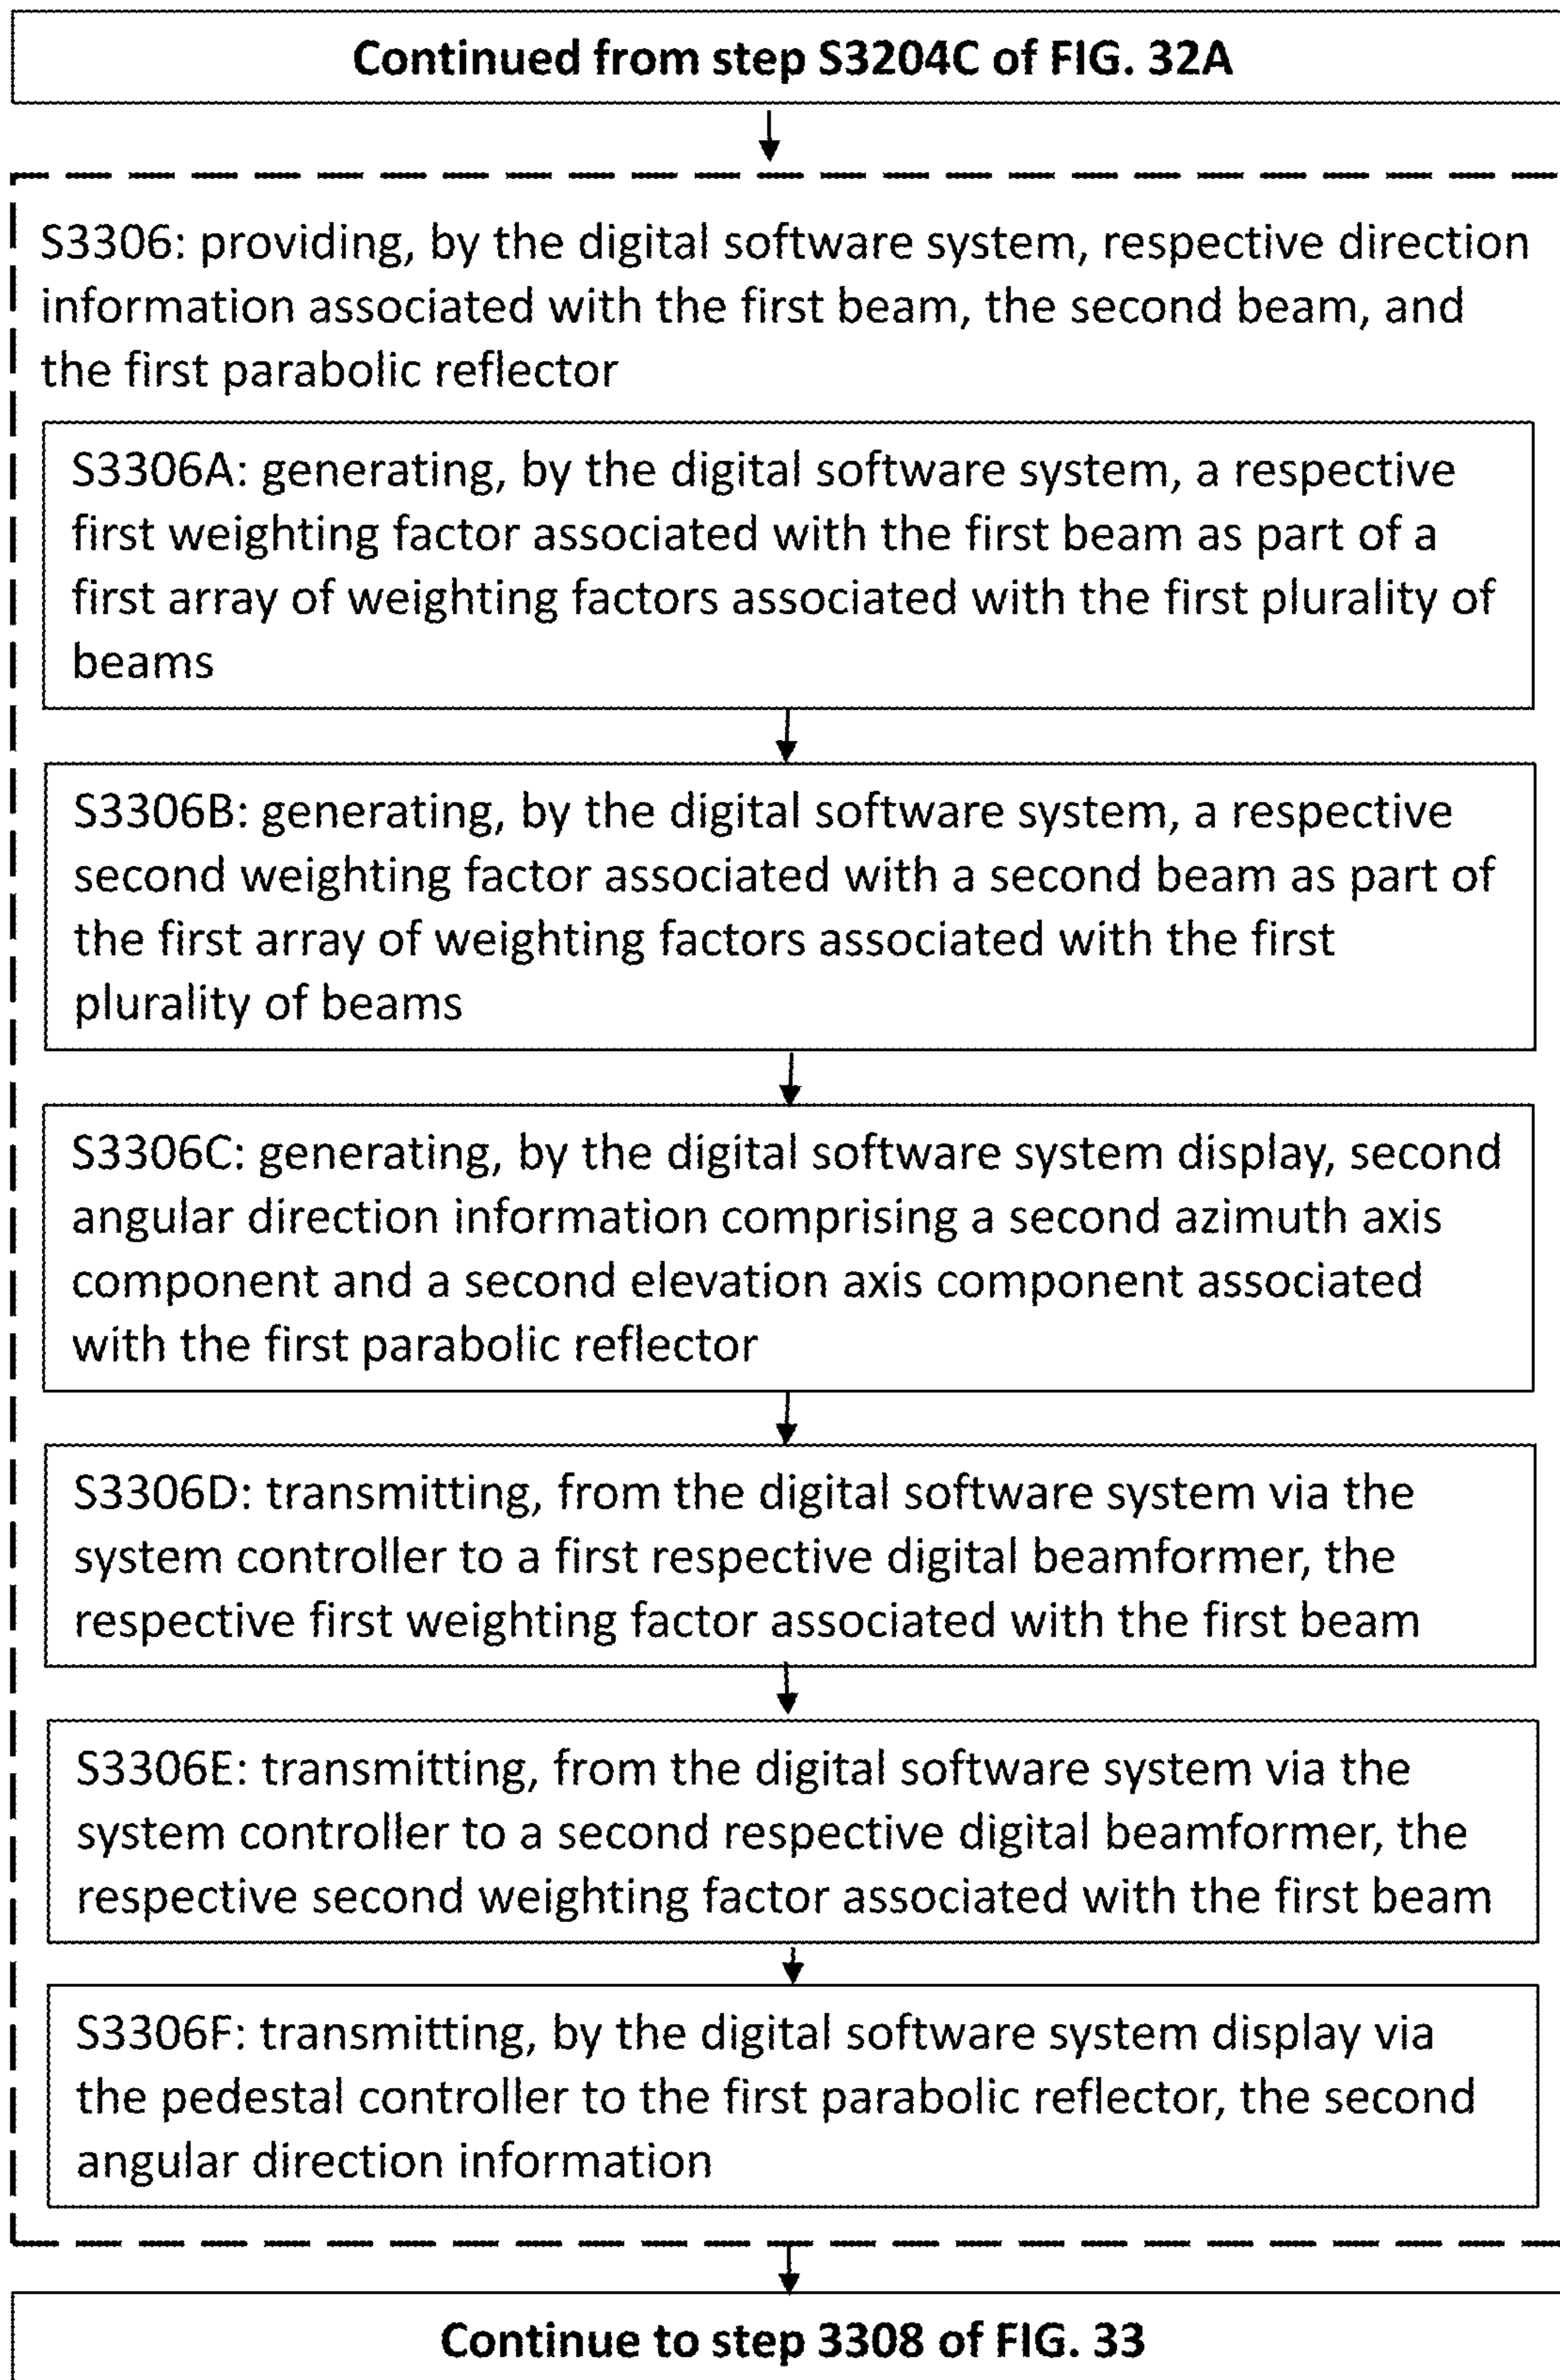 Continued from step S3204C of FIG. 32A
S3306: providing, by the digital software system, respective direction
information associated with the first beam, the second beam, and
the first parabolic reflector
S3306A: generating, by the digital software system, a respective
first weighting factor associated with the first beam as part of a
first array of weighting factors associated with the first plurality of
beams
S3306B: generating, by the digital software system, a respective
second weighting factor associated with a second beam as part of
the first array of weighting factors associated with the first
plurality of beams
S3306C: generating, by the digital software system display, second
angular direction information comprising a second azimuth axis
component and a second elevation axis component associated
with the first parabolic reflector
S3306D: transmitting, from the digital software system via the
system controller to a first respective digital beamformer, the
respective first weighting factor associated with the first beam
S3306E: transmitting, from the digital software system via the
system controller to a second respective digital beamformer, the
respective second weighting factor associated with the first beam
S3306F: transmitting, by the digital software system display via
the pedestal controller to the first parabolic reflector, the second
angular direction information
Continue to step 3308 of FIG. 33